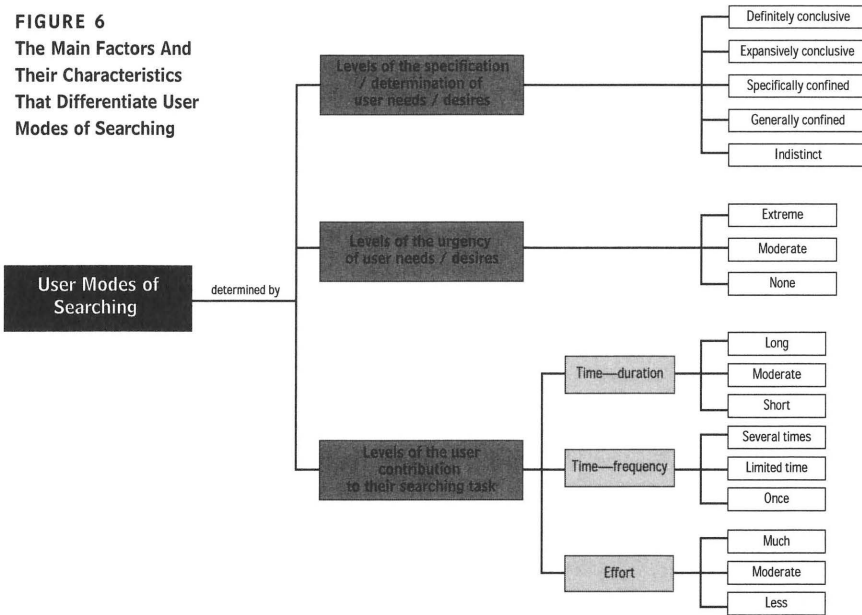 FIGURE 6
The Main Factors And
Their Characteristics
That Differentiate User
Modes of Searching
User Modes of
Searching
determined by
Levels of the specification
/ determination of
user needs / desires
Definitely conclusive
Expansively conclusive
Specifically confined
Generally confined
Indistinct
Levels of the urgency
of user needs / desires
Extreme
Moderate
None
Levels of the user
contribution
to their searching task
Time—duration
Long
Moderate
Short
Time—frequency
Several times
Limited time
Once
Effort
Much
Moderate
Less